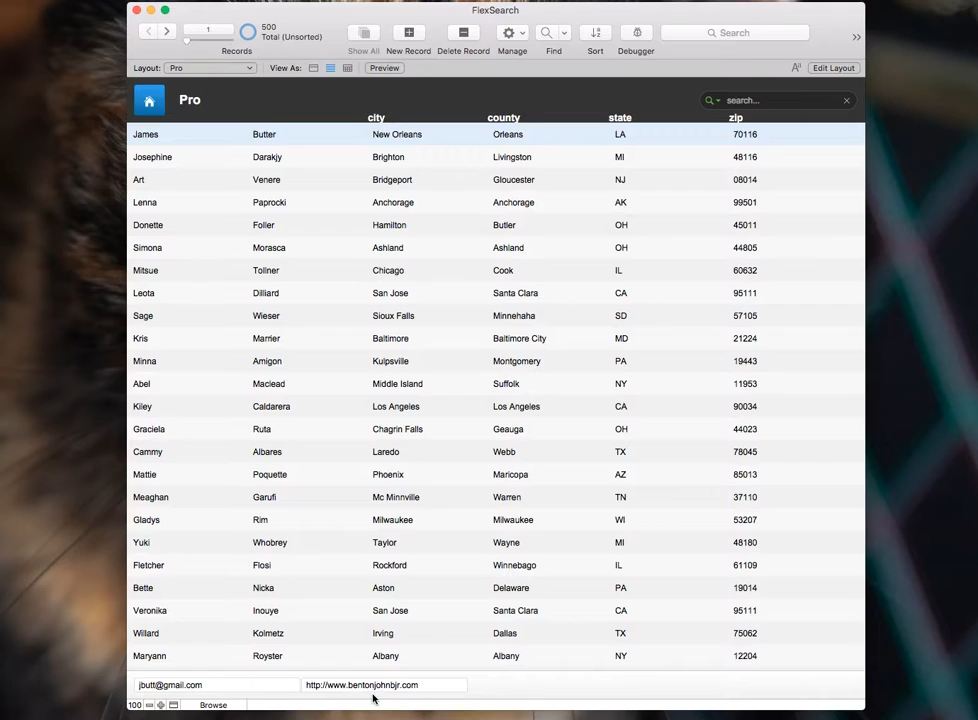 FlexSearch
1 500 Total (Unsorted)
Records Show All New Record Delete Record Manage Find Sort Debugger Search
Layout: Pro View As: Preview Aª Edit Layout
Pro search...
city county state zip
James Butter New Orleans Orleans LA 70116
Josephine Darakjy Brighton Livingston MI 48116
Art Venere Bridgeport Gloucester NJ 08014
Lenna Paprocki Anchorage Anchorage AK 99501
Donette Foller Hamilton Butler OH 45011
Simona Morasca Ashland Ashland OH 44805
Mitsue Tollner Chicago Cook IL 60632
Leota Dilliard San Jose Santa Clara CA 95111
Sage Wieser Sioux Falls Minnehaha SD 57105
Kris Marrier Baltimore Baltimore City MD 21224
Minna Amigon Kulpsville Montgomery PA 19443
Abel Maclead Middle Island Suffolk NY 11953
Kiley Caldarera Los Angeles Los Angeles CA 90034
Graciela Ruta Chagrin Falls Geauga OH 44023
Cammy Albares Laredo Webb TX 78045
Mattie Poquette Phoenix Maricopa AZ 85013
Meaghan Garufi Mc Minnville Warren TN 37110
Gladys Rim Milwaukee Milwaukee WI 53207
Yuki Whobrey Taylor Wayne MI 48180
Fletcher Flosi Rockford Winnebago IL 61109
Bette Nicka Aston Delaware PA 19014
Veronika Inouye San Jose Santa Clara CA 95111
Willard Kolmetz Irving Dallas TX 75062
Maryann Royster Albany Albany NY 12204
jbutt@gmail.com http://www.bentonjohnbjr.com
100 Browse